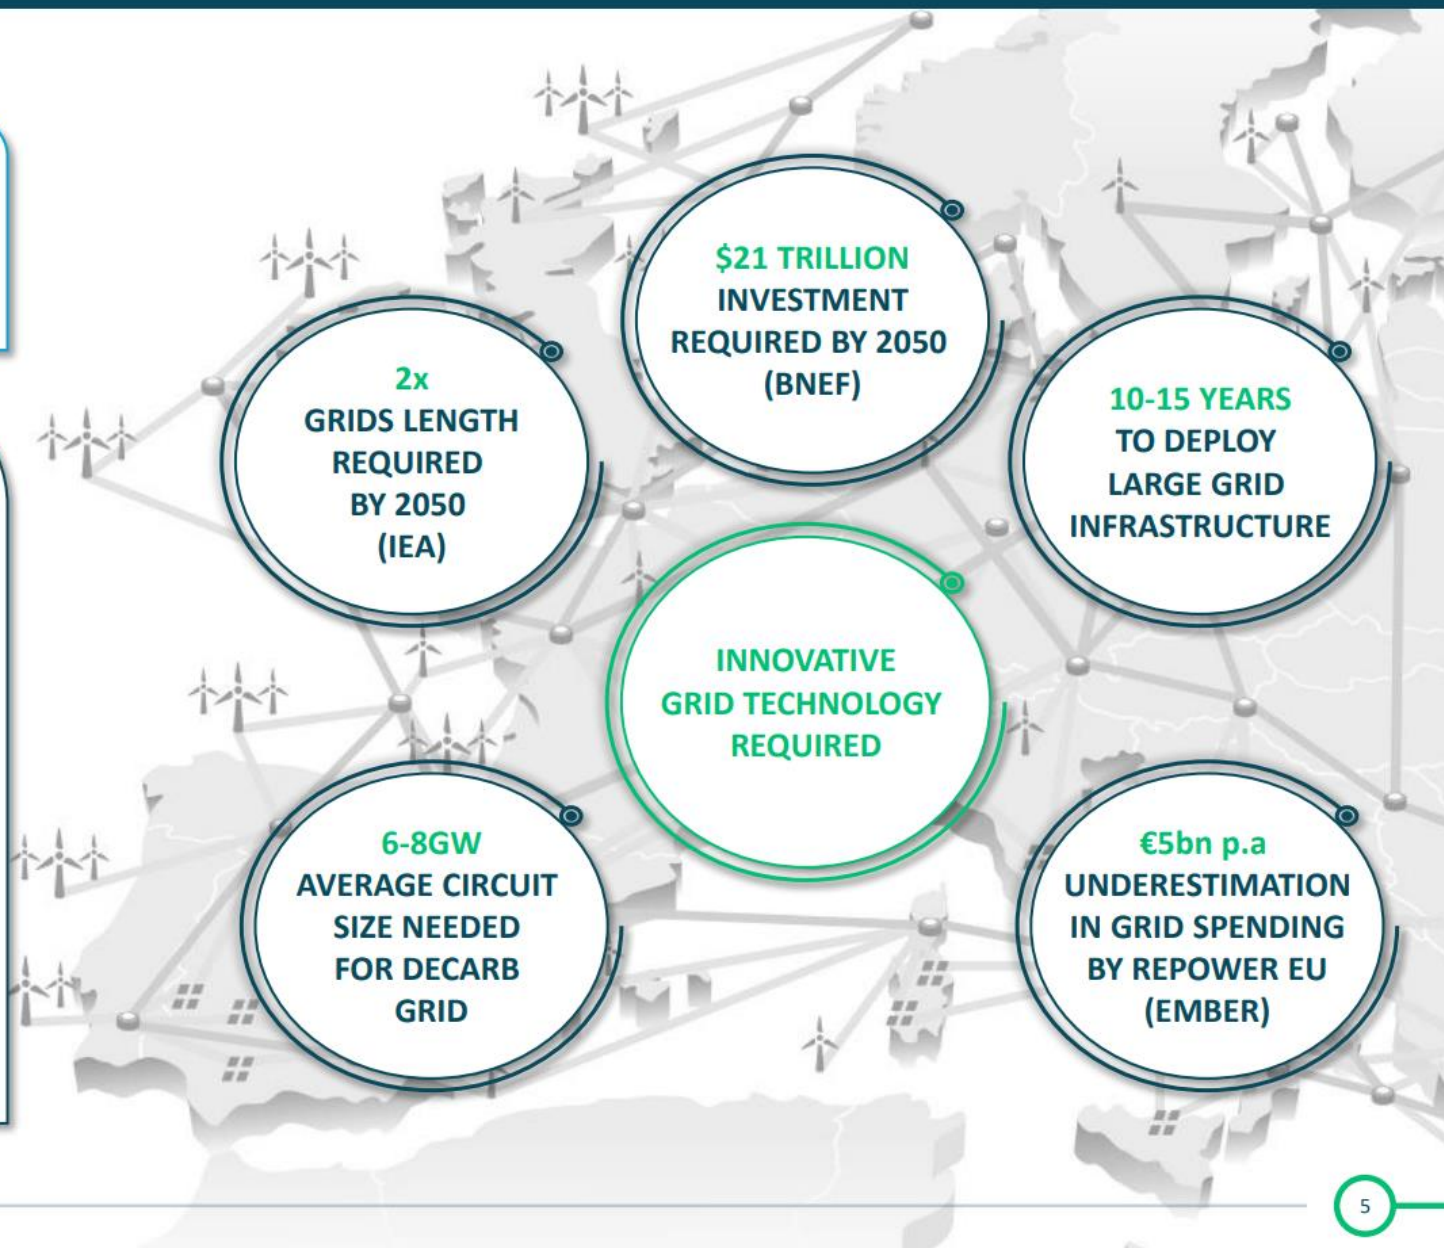 $21 TRILLION
INVESTMENT
REQUIRED BY 2050
(BNEF)
2x
GRIDS LENGTH
REQUIRED
BY 2050
(IEA)
10-15 YEARS
TO DEPLOY
LARGE GRID
INFRASTRUCTURE
INNOVATIVE
GRID TECHNOLOGY
REQUIRED
6-8GW
AVERAGE CIRCUIT
SIZE NEEDED
FOR DECARB
GRID
€5bn p.a
UNDERESTIMATION
IN GRID SPENDING
BY REPOWER EU
(EMBER)
5